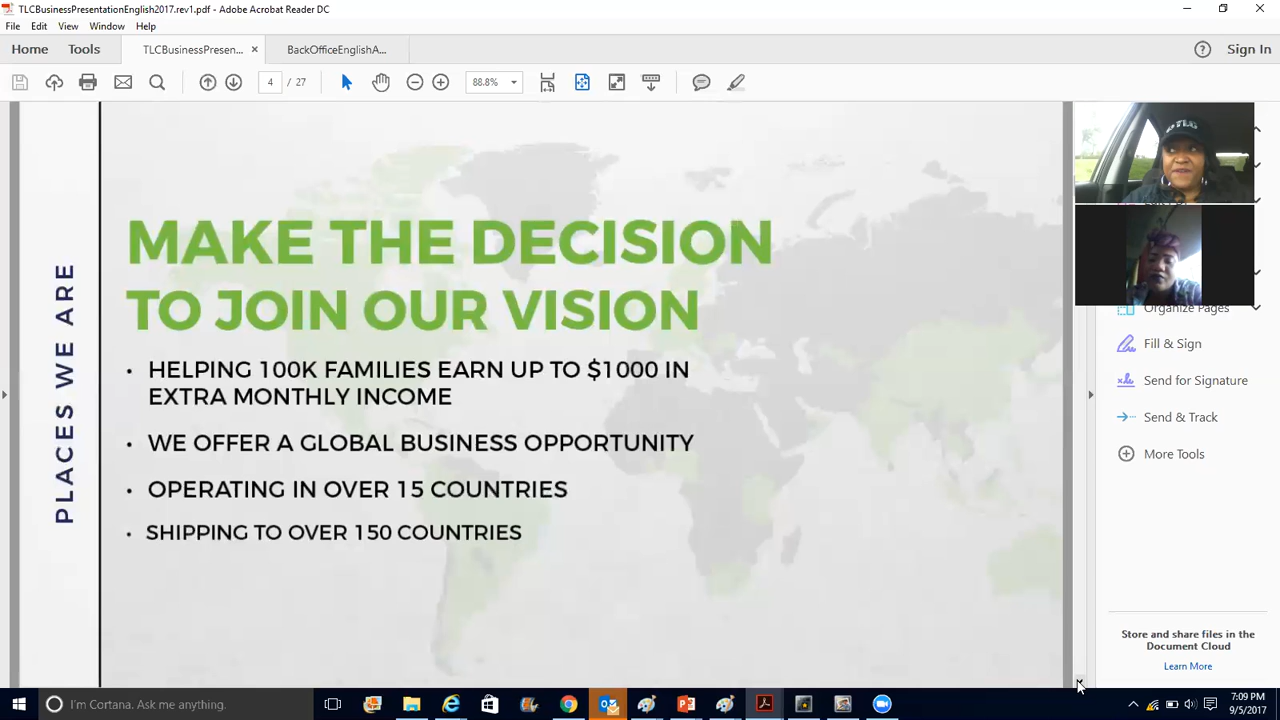 TLCBusinessPresentationEnglish2017.rev1.pdf - Adobe Acrobat Reader DC
File Edit View Window Help
Home Tools TLCBusinessPresen... × BackOfficeEnglishA... Sign In
4 / 27 88.8%
PLACES WE ARE
MAKE THE DECISION
TO JOIN OUR VISION
• HELPING 100K FAMILIES EARN UP TO $1000 IN
EXTRA MONTHLY INCOME
• WE OFFER A GLOBAL BUSINESS OPPORTUNITY
• OPERATING IN OVER 15 COUNTRIES
• SHIPPING TO OVER 150 COUNTRIES
Organize Pages
Fill & Sign
Send for Signature
Send & Track
More Tools
Store and share files in the
Document Cloud
Learn More
I'm Cortana. Ask me anything.
7:09 PM
9/5/2017